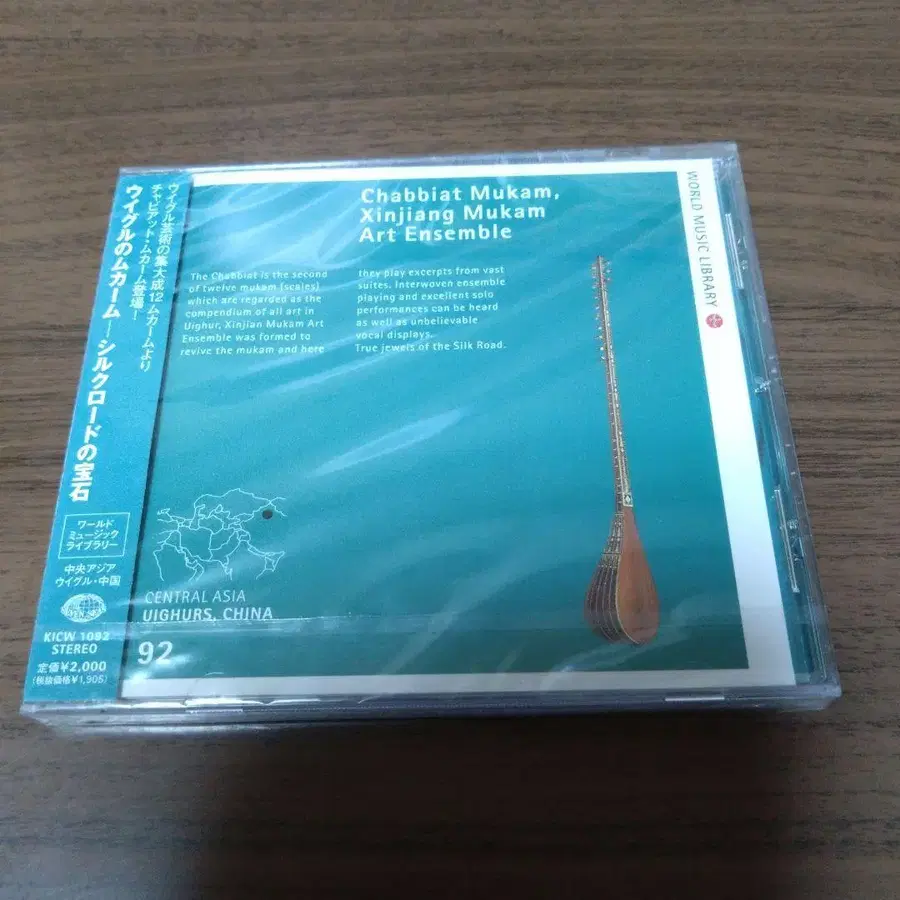 ウイグル芸術の集大成12ムカームより
チャビアット・ムカーム登場！
ウイグルのムカーム―シルクロードの宝石
ワールド
ミュージック
ライブラリー
中央アジア
ウイグル・中国
KICW 1092
STEREO
定価¥2,000
(税抜価格¥1,905)
Chabbiat Mukam,
Xinjiang Mukam
Art Ensemble
The Chabbiat is the second
of twelve mukam (scales)
which are regarded as the
compendium of all art in
Uighur, Xinjian Mukam Art
Ensemble was formed to
revive the mukam and here
they play excerpts from vast
suites. Interwoven ensemble
playing and excellent solo
performances can be heard
as well as unbelievable
vocal displays.
True jewels of the Silk Road.
WORLD MUSIC LIBRARY
CENTRAL ASIA
UIGHURS, CHINA
92